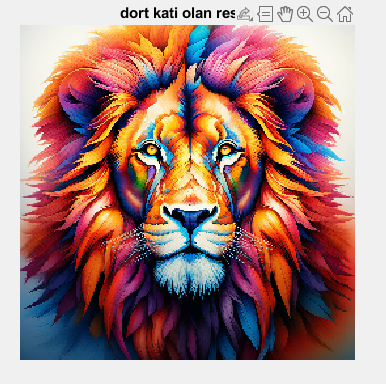 dort kati olan res